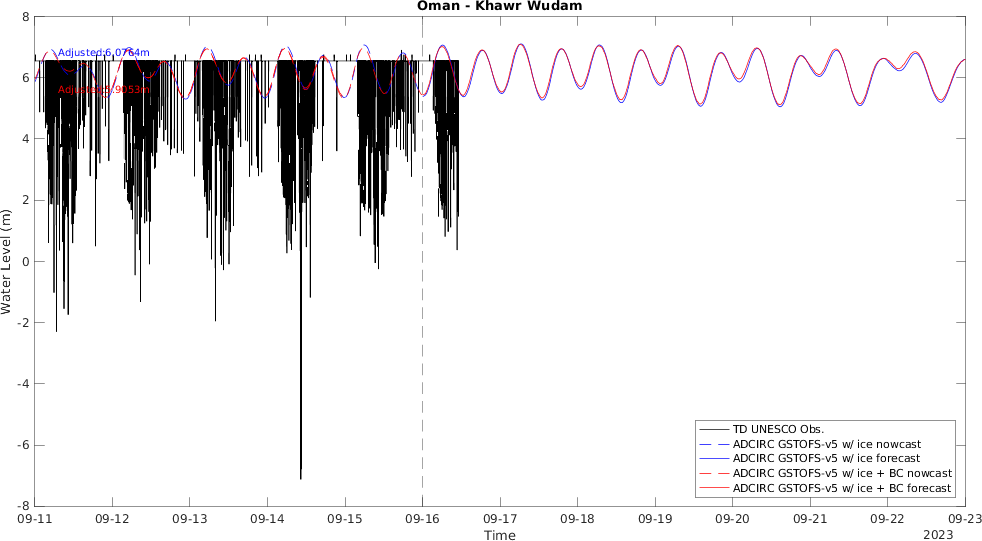 Oman - Khawr Wudam
8
6
4
2
0
-2
-4
-6
-8
Water Level (m)
Adjusted:6.0764m
Adjusted:5.9053m
TD UNESCO Obs.
ADCIRC GSTOFS-v5 w/ ice nowcast
ADCIRC GSTOFS-v5 w/ ice forecast
ADCIRC GSTOFS-v5 w/ ice + BC nowcast
ADCIRC GSTOFS-v5 w/ ice + BC forecast
09-11 09-12 09-13 09-14 09-15 09-16 09-17 09-18 09-19 09-20 09-21 09-22 09-23
Time
2023